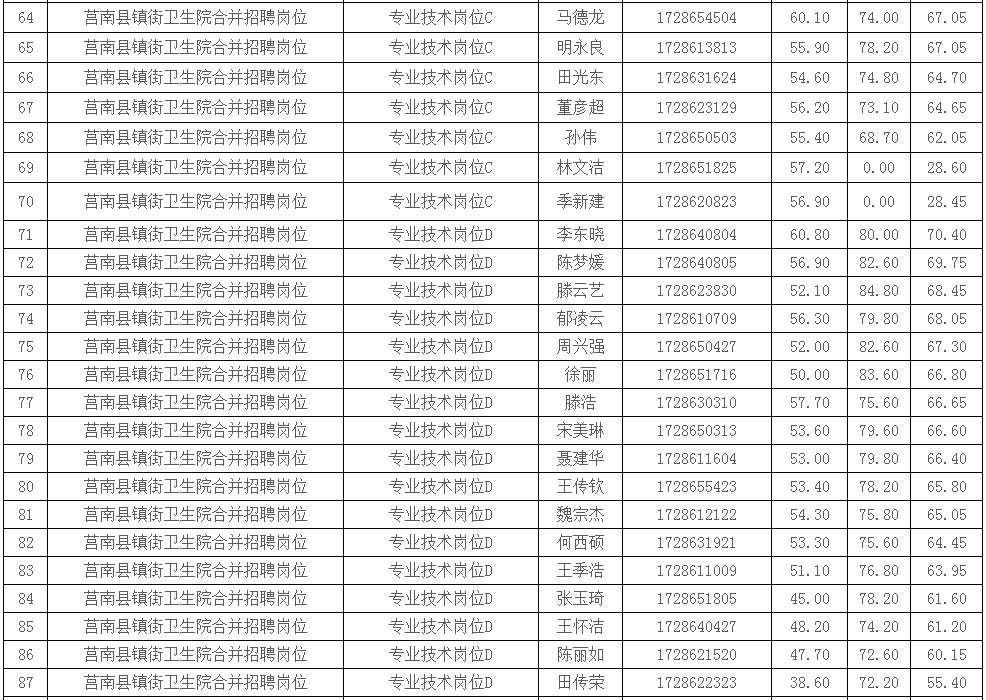 64 莒南县镇街卫生院合并招聘岗位 专业技术岗位C 马德龙 1728654504 60.10 74.00 67.05
65 莒南县镇街卫生院合并招聘岗位 专业技术岗位C 明永良 1728613813 55.90 78.20 67.05
66 莒南县镇街卫生院合并招聘岗位 专业技术岗位C 田光东 1728631624 54.60 74.80 64.70
67 莒南县镇街卫生院合并招聘岗位 专业技术岗位C 董彦超 1728623129 56.20 73.10 64.65
68 莒南县镇街卫生院合并招聘岗位 专业技术岗位C 孙伟 1728650503 55.40 68.70 62.05
69 莒南县镇街卫生院合并招聘岗位 专业技术岗位C 林文洁 1728651825 57.20 0.00 28.60
70 莒南县镇街卫生院合并招聘岗位 专业技术岗位C 季新建 1728620823 56.90 0.00 28.45
71 莒南县镇街卫生院合并招聘岗位 专业技术岗位D 李东晓 1728640804 60.80 80.00 70.40
72 莒南县镇街卫生院合并招聘岗位 专业技术岗位D 陈梦媛 1728640805 56.90 82.60 69.75
73 莒南县镇街卫生院合并招聘岗位 专业技术岗位D 滕云艺 1728623830 52.10 84.80 68.45
74 莒南县镇街卫生院合并招聘岗位 专业技术岗位D 郁凌云 1728610709 56.30 79.80 68.05
75 莒南县镇街卫生院合并招聘岗位 专业技术岗位D 周兴强 1728650427 52.00 82.60 67.30
76 莒南县镇街卫生院合并招聘岗位 专业技术岗位D 徐丽 1728651716 50.00 83.60 66.80
77 莒南县镇街卫生院合并招聘岗位 专业技术岗位D 滕浩 1728630310 57.70 75.60 66.65
78 莒南县镇街卫生院合并招聘岗位 专业技术岗位D 宋美琳 1728650313 53.60 79.60 66.60
79 莒南县镇街卫生院合并招聘岗位 专业技术岗位D 聂建华 1728611604 53.00 79.80 66.40
80 莒南县镇街卫生院合并招聘岗位 专业技术岗位D 王传钦 1728655423 53.40 78.20 65.80
81 莒南县镇街卫生院合并招聘岗位 专业技术岗位D 魏宗杰 1728612122 54.30 75.80 65.05
82 莒南县镇街卫生院合并招聘岗位 专业技术岗位D 何西硕 1728631921 53.30 75.60 64.45
83 莒南县镇街卫生院合并招聘岗位 专业技术岗位D 王季浩 1728611009 51.10 76.80 63.95
84 莒南县镇街卫生院合并招聘岗位 专业技术岗位D 张玉琦 1728651805 45.00 78.20 61.60
85 莒南县镇街卫生院合并招聘岗位 专业技术岗位D 王怀洁 1728640427 48.20 74.20 61.20
86 莒南县镇街卫生院合并招聘岗位 专业技术岗位D 陈丽如 1728621520 47.70 72.60 60.15
87 莒南县镇街卫生院合并招聘岗位 专业技术岗位D 田传荣 1728622323 38.60 72.20 55.40